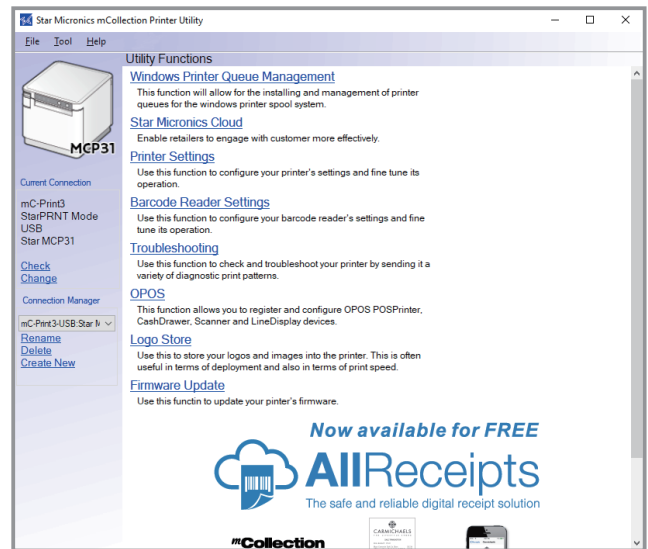 Star Micronics mCollection Printer Utility
File Tool Help
MCP31
Current Connection
mC-Print3
StarPRNT Mode
USB
Star MCP31
Check
Change
Connection Manager
mC-Print3-USB:Star M
Rename
Delete
Create New
Utility Functions
Windows Printer Queue Management
This function will allow for the installing and management of printer
queues for the windows printer spool system.
Star Micronics Cloud
Enable retailers to engage with customer more effectively.
Printer Settings
Use this function to configure your printer's settings and fine tune its
operation.
Barcode Reader Settings
Use this function to configure your barcode reader's settings and fine
tune its operation.
Troubleshooting
Use this function to check and troubleshoot your printer by sending it a
variety of diagnostic print patterns.
OPOS
This function allows you to register and configure OPOS POSPrinter,
CashDrawer, Scanner and LineDisplay devices.
Logo Store
Use this to store your logos and images into the printer. This is often
useful in terms of deployment and also in terms of print speed.
Firmware Update
Use this functin to update your pinter's firmware.
Now available for FREE
AllReceipts
The safe and reliable digital receipt solution
mCollection
CARMICHAELS